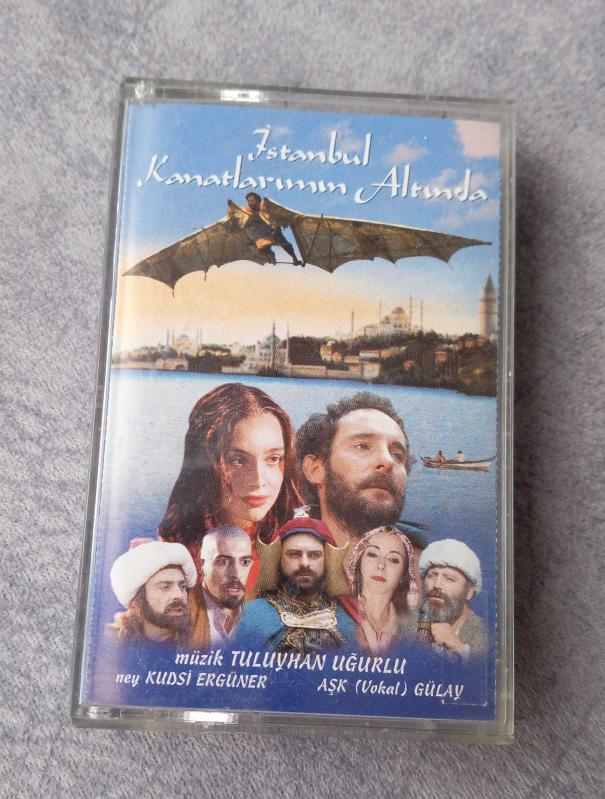 İstanbul
Kanatlarımın Altında
müzik TULUYHAN UĞURLU
ney KUDSİ ERGÜNER AŞK (Vokal) GÜLAY